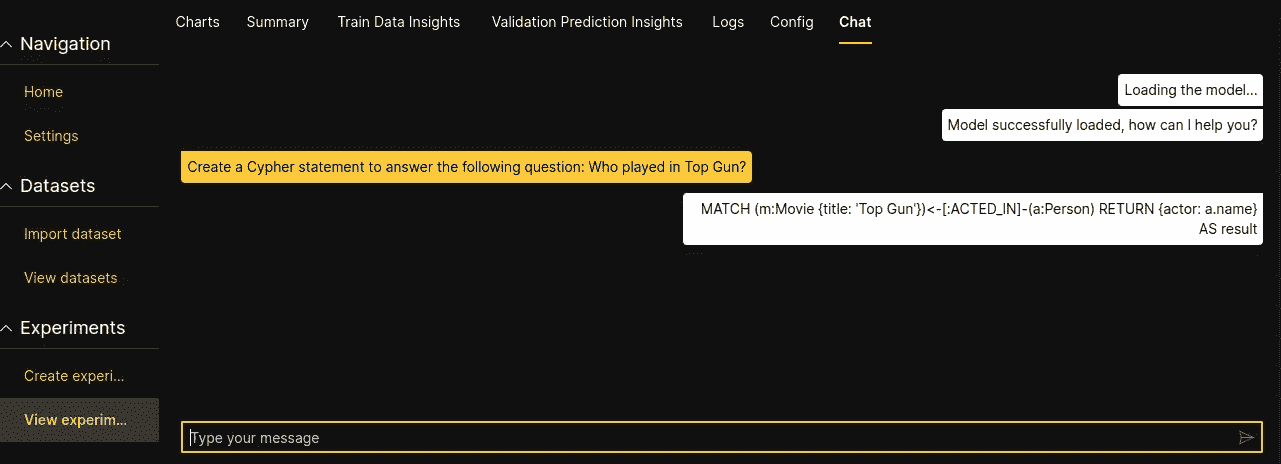 Charts Summary Train Data Insights Validation Prediction Insights Logs Config Chat
Navigation
Home
Settings
Datasets
Import dataset
View datasets
Experiments
Create experi...
View experim...
Loading the model...
Model successfully loaded, how can I help you?
Create a Cypher statement to answer the following question: Who played in Top Gun?
MATCH (m:Movie {title: 'Top Gun'})<-[:ACTED_IN]-(a:Person) RETURN {actor: a.name}
AS result
Type your message